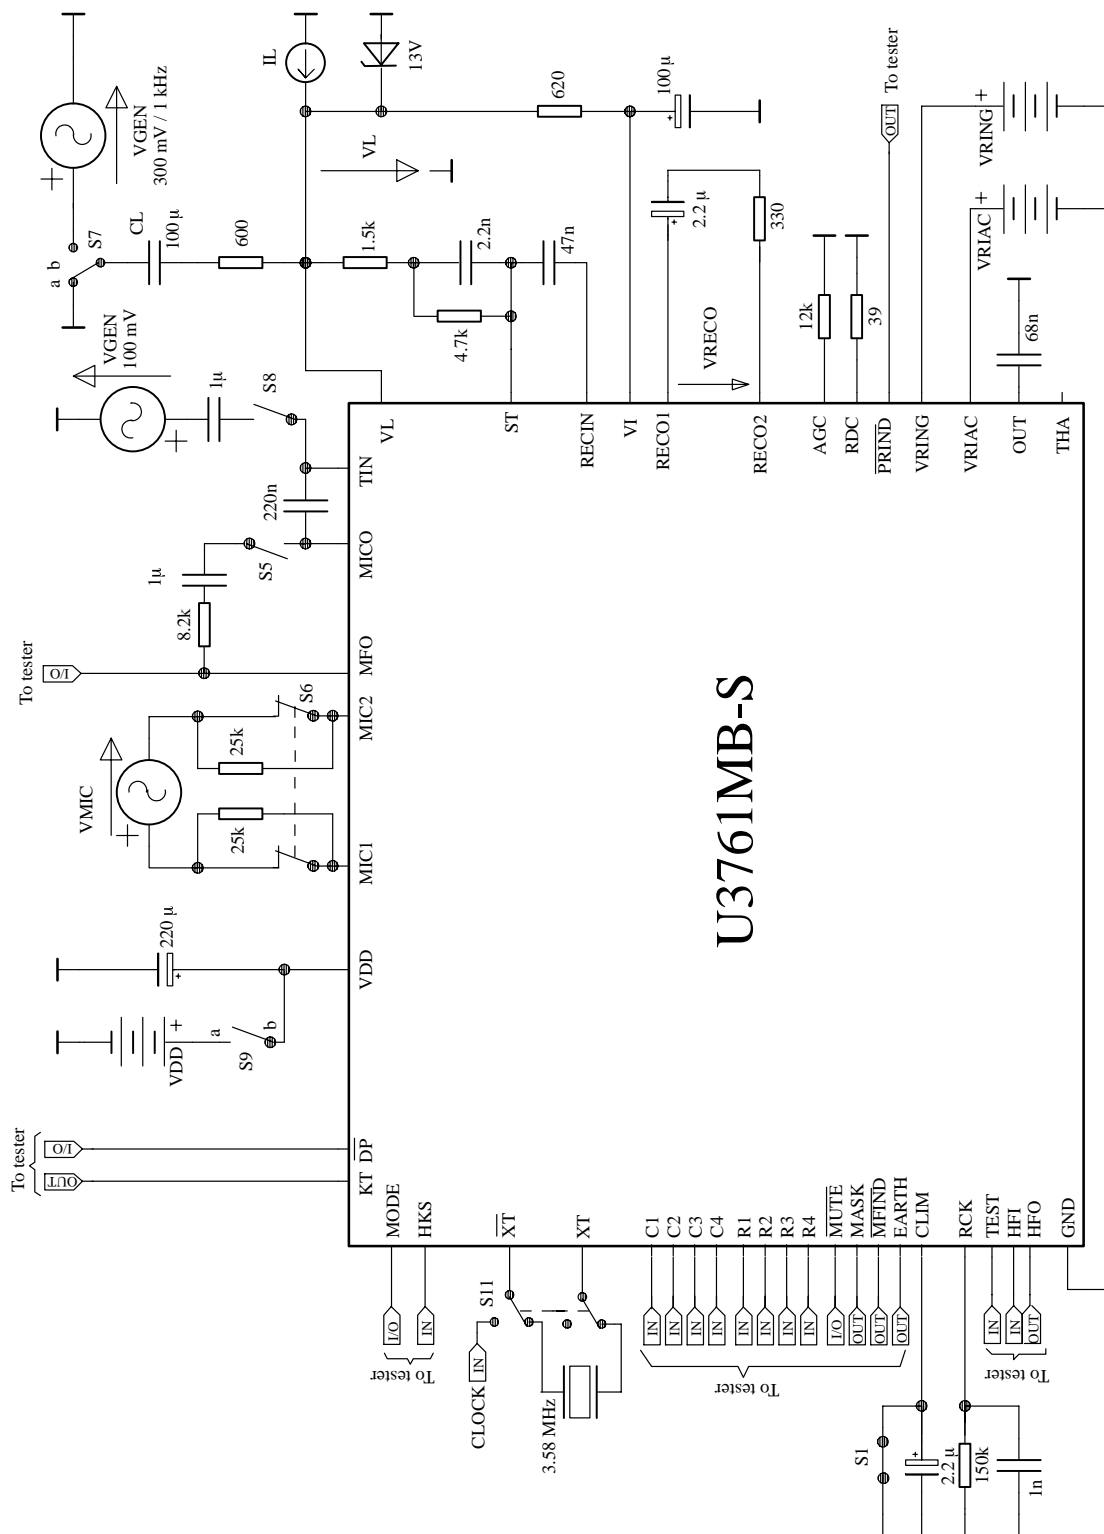 To tester
OUT
I/O
KT
DP
MODE
HKS
I/O
IN
To tester
VDD
+
a
b
S9
220 µ
+
VDD
VMIC
+
25k
25k
S6
MIC1
MIC2
To tester
I/O
MFO
8.2k
1µ
S5
MICO
220n
TIN
VGEN
100 mV
+
1µ
S8
VGEN
300 mV / 1 kHz
+
a b
S7
CL
100 µ
600
IL
13V
VL
1.5k
2.2n
4.7k
47n
620
100 µ
+
VL
ST
RECIN
VI
RECO1
2.2 µ
+
VRECO
330
RECO2
12k
AGC
39
RDC
To tester
OUT
PRIND
VRING
+
VRING
VRIAC
+
VRIAC
68n
OUT
THA
U3761MB-S
XT
XT
S11
CLOCK
IN
3.58 MHz
C1
C2
C3
C4
R1
R2
R3
R4
MUTE
MASK
MFIND
EARTH
IN
IN
IN
IN
IN
IN
IN
IN
I/O
OUT
OUT
OUT
To tester
CLIM
S1
+
2.2 µ
RCK
150k
1n
TEST
HFI
HFO
IN
IN
OUT
To tester
GND